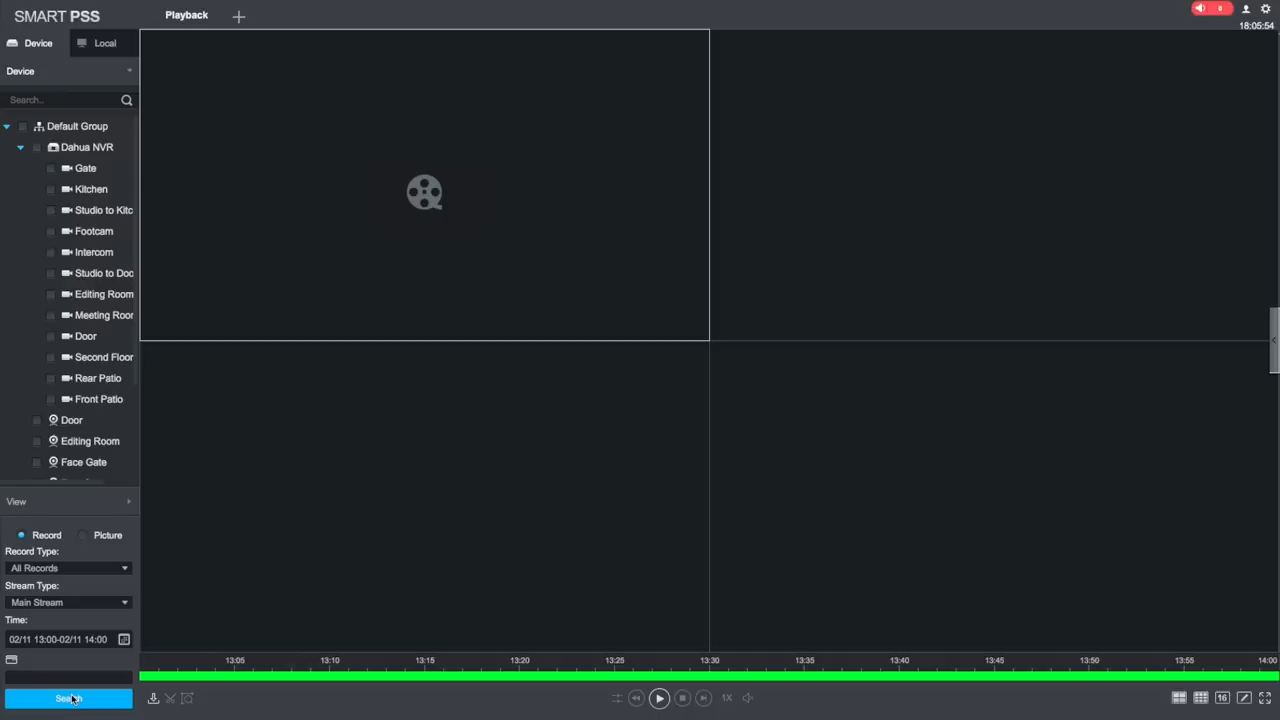 SMART PSS
Playback
0
18:05:54
Device
Local
Device
Search..
Default Group
Dahua NVR
Gate
Kitchen
Studio to Kitc
Footcam
Intercom
Studio to Doo
Editing Room
Meeting Roor
Door
Second Floor
Rear Patio
Front Patio
Door
Editing Room
Face Gate
View
Record
Picture
Record Type:
All Records
Stream Type:
Main Stream
Time:
02/11 13:00-02/11 14:00
Search
13:05
13:10
13:15
13:20
13:25
13:30
13:35
13:40
13:45
13:50
13:55
14:00
1X
16